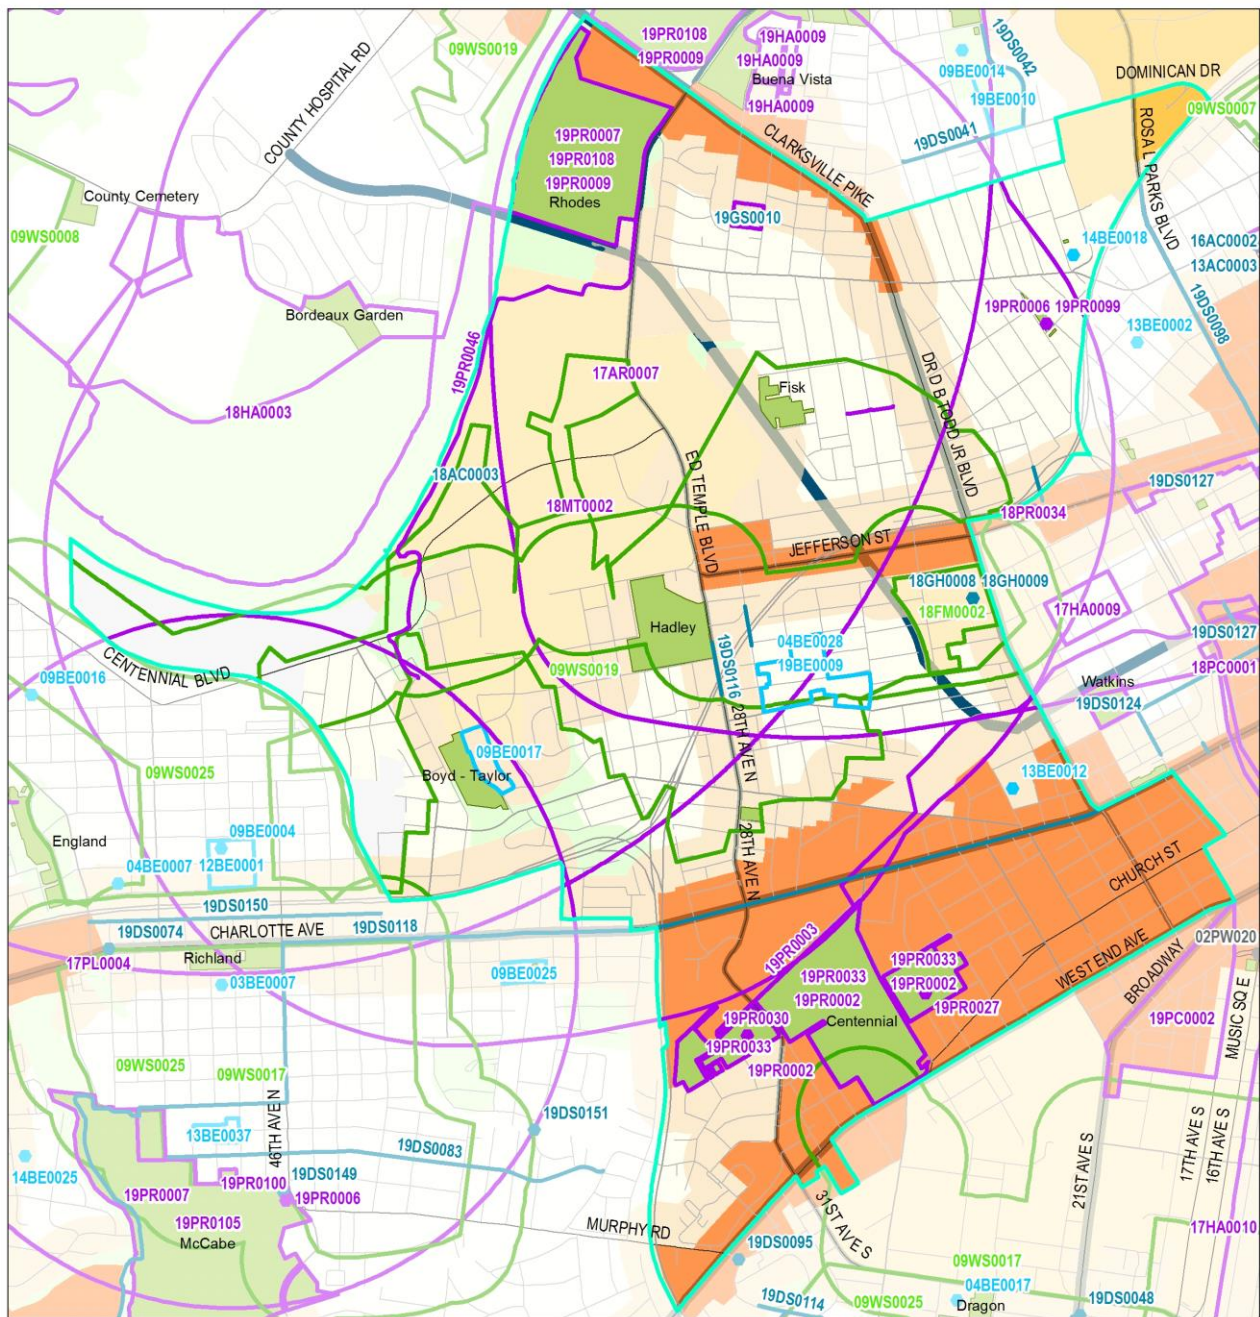 19PR0108
19PR0009
19HA0009
19HA0009
Buena Vista
19HA0009
09WS0019
COUNTY HOSPITAL RD
09BE0014
19DS0042
19BE0010
DOMINICAN DR
09WS0007
ROSA L PARKS BLVD
19DS0041
CLARKSVILLE PIKE
19PR0007
19PR0108
19PR0009
Rhodes
County Cemetery
09WS0008
19GS0010
14BE0018
16AC0002
13AC0003
19DS0098
Bordeaux Garden
19PR0006
19PR0099
13BE0002
19PR0046
17AR0007
18HA0003
Fisk
DR D B TODD JR BLVD
18AC0003
ED TEMPLE BLVD
18MT0002
19DS0127
18PR0034
JEFFERSON ST
18GH0008
18GH0009
18FM0002
17HA0009
Hadley
19DS0127
04BE0028
19BE0009
19DS0116
18PC0001
CENTENNIAL BLVD
09WS0019
09BE0016
Watkins
19DS0124
28TH AVE N
09BE0017
Boyd - Taylor
09WS0025
13BE0012
09BE0004
England
04BE0007
12BE0001
28TH AVE N
CHURCH ST
19DS0150
19DS0074
CHARLOTTE AVE
19DS0118
17PL0004
Richland
02PW020
19PR0003
WEST END AVE
BROADWAY
03BE0007
09BE0025
19PR0033
19PR0033
19PR0002
19PR0002
19PR0027
19PR0030
Centennial
19PC0002
MUSIC SQ E
19PR0033
19PR0002
09WS0025
09WS0017
46TH AVE N
19DS0151
13BE0037
19DS0083
14BE0025
19PR0100
19DS0149
19PR0007
19PR0006
19PR0105
McCabe
MURPHY RD
31ST AVE S
21ST AVE S
17TH AVE S
16TH AVE S
17HA0010
19DS0095
09WS0017
04BE0017
19DS0114
09WS0025
Dragon
19DS0048